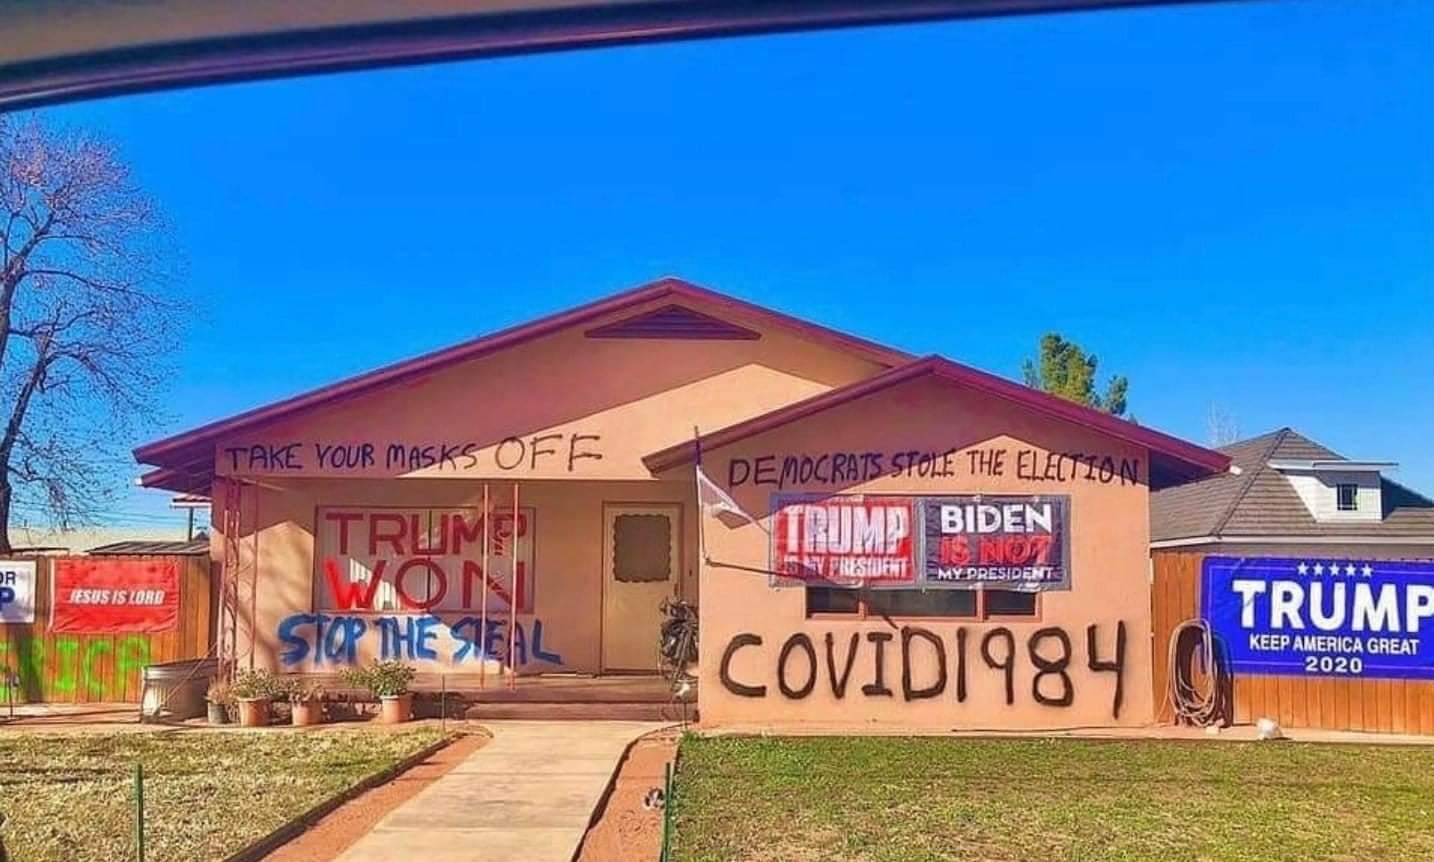 TAKE YOUR MASKS OFF
DEMOCRATS STOLE THE ELECTION
TRUMP
WON
STOP THE STEAL
TRUMP
IS MY PRESIDENT
BIDEN
IS NOT
MY PRESIDENT
COVID1984
JESUS IS LORD
TRUMP
KEEP AMERICA GREAT
2020